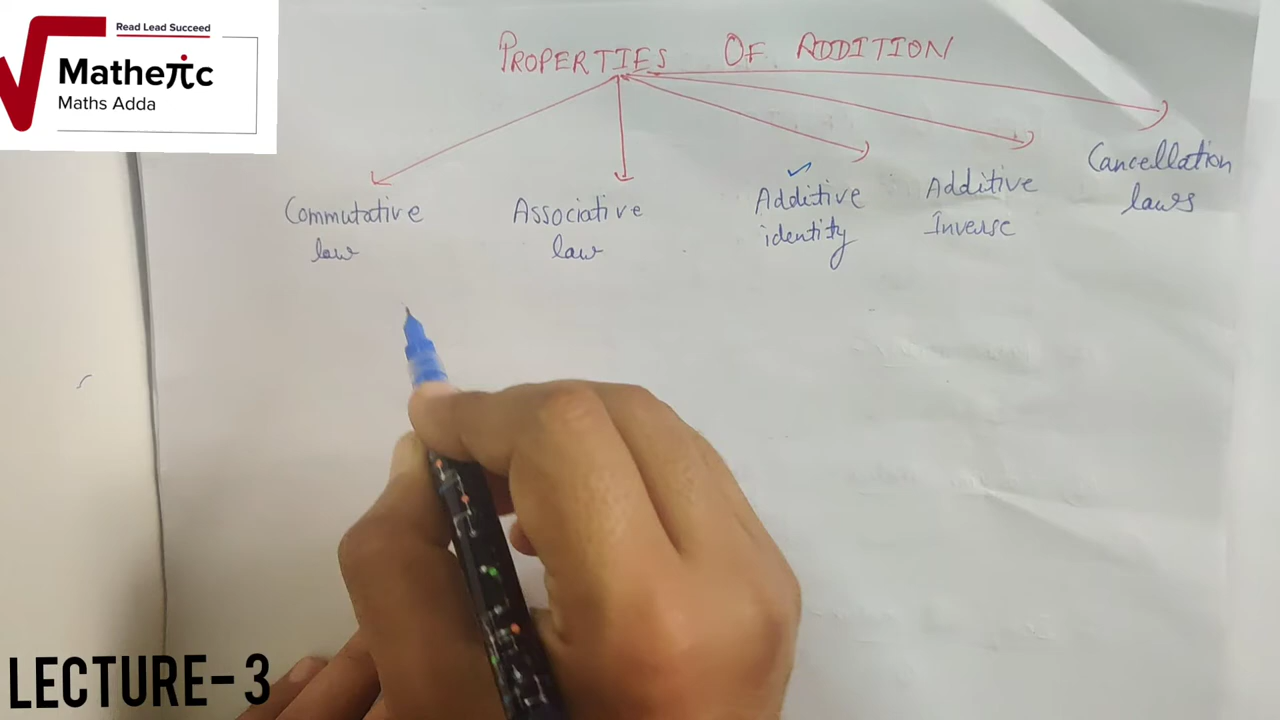 Read Lead Succeed
Matheπc
Maths Adda
PROPERTIES OF ADDITION
Commutative
law
Associative
law
Additive
identity
Additive
Inverse
Cancellation
laws
LECTURE-3